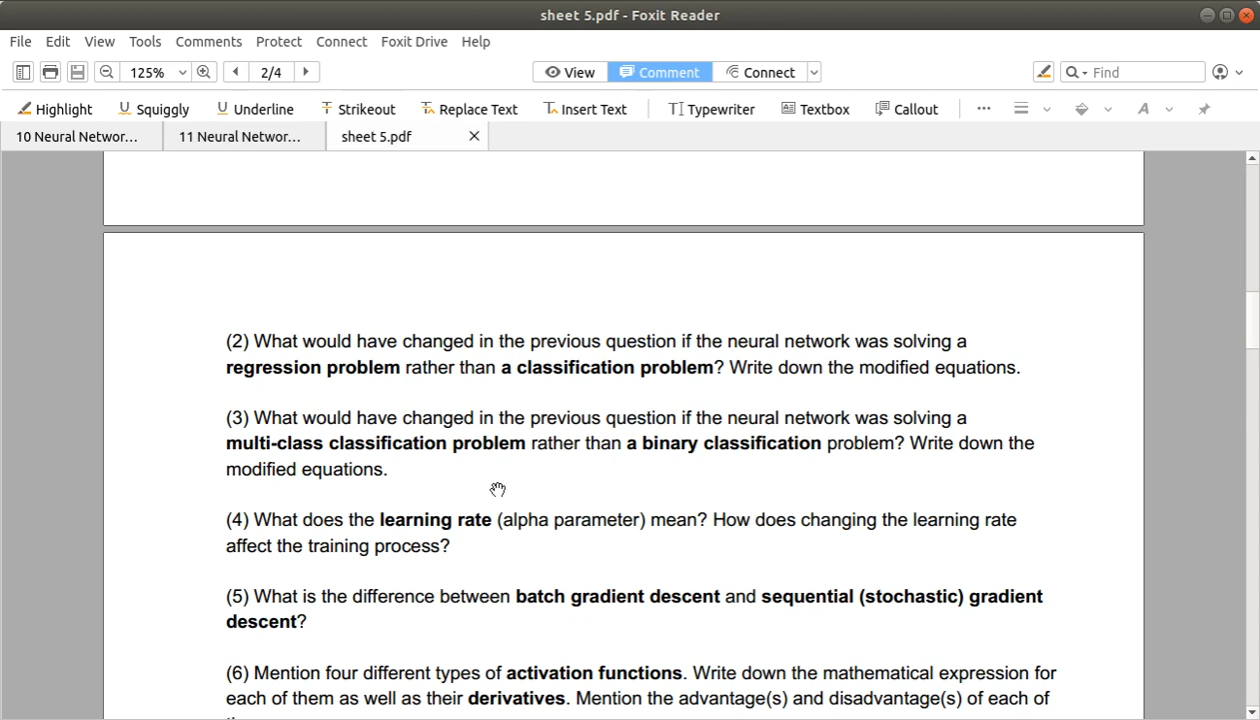 sheet 5.pdf - Foxit Reader
File Edit View Tools Comments Protect Connect Foxit Drive Help
125% 2/4 View Comment Connect Find
Highlight Squiggly Underline Strikeout Replace Text Insert Text Typewriter Textbox Callout
10 Neural Networ... 11 Neural Networ... sheet 5.pdf
(2) What would have changed in the previous question if the neural network was solving a
regression problem rather than a classification problem? Write down the modified equations.
(3) What would have changed in the previous question if the neural network was solving a
multi-class classification problem rather than a binary classification problem? Write down the
modified equations.
(4) What does the learning rate (alpha parameter) mean? How does changing the learning rate
affect the training process?
(5) What is the difference between batch gradient descent and sequential (stochastic) gradient
descent?
(6) Mention four different types of activation functions. Write down the mathematical expression for
each of them as well as their derivatives. Mention the advantage(s) and disadvantage(s) of each of